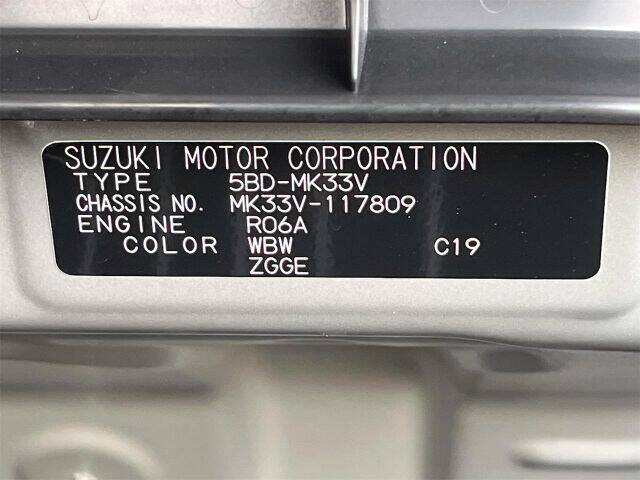 SUZUKI MOTOR CORPORATION
TYPE 5BD-MK33V
CHASSIS NO. MK33V-117809
ENGINE R06A
COLOR WBW C19
ZGGE